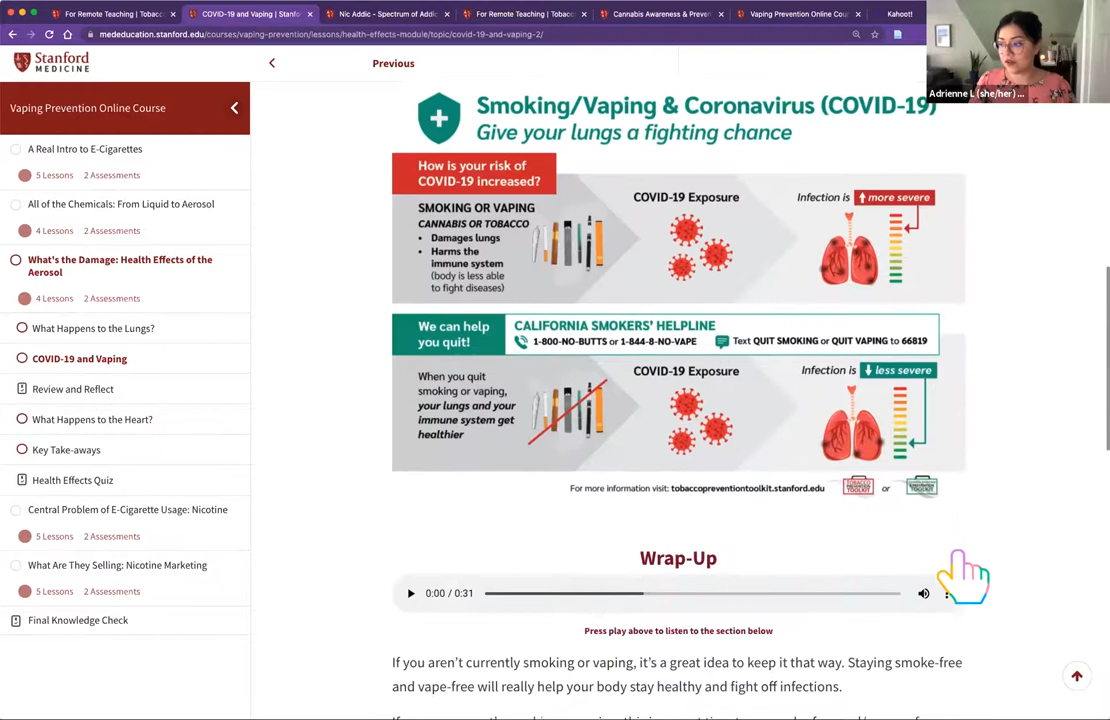 For Remote Teaching | Tobacc
COVID-19 and Vaping | Stanfor
Nic Addic - Spectrum of Addic
For Remote Teaching | Tobacc
Cannabis Awareness & Preven
Vaping Prevention Online Cou
Kahoot!
mededucation.stanford.edu/courses/vaping-prevention/lessons/health-effects-module/topic/covid-19-and-vaping-2/
Adrienne L (she/her) ...
Stanford
MEDICINE
Previous
Vaping Prevention Online Course
A Real Intro to E-Cigarettes
5 Lessons 2 Assessments
All of the Chemicals: From Liquid to Aerosol
4 Lessons 2 Assessments
What's the Damage: Health Effects of the
Aerosol
4 Lessons 2 Assessments
What Happens to the Lungs?
COVID-19 and Vaping
Review and Reflect
What Happens to the Heart?
Key Take-aways
Health Effects Quiz
Central Problem of E-Cigarette Usage: Nicotine
5 Lessons 2 Assessments
What Are They Selling: Nicotine Marketing
5 Lessons 2 Assessments
Final Knowledge Check
Smoking/Vaping & Coronavirus (COVID-19)
Give your lungs a fighting chance
How is your risk of
COVID-19 increased?
SMOKING OR VAPING
CANNABIS OR TOBACCO
• Damages lungs
• Harms the
immune system
(body is less able
to fight diseases)
COVID-19 Exposure
Infection is more severe
We can help
you quit!
CALIFORNIA SMOKERS' HELPLINE
1-800-NO-BUTTS or 1-844-8-NO-VAPE
Text QUIT SMOKING or QUIT VAPING to 66819
When you quit
smoking or vaping,
your lungs and your
immune system get
healthier
COVID-19 Exposure
Infection is less severe
For more information visit: tobaccopreventiontoolkit.stanford.edu
or
Wrap-Up
0:00 / 0:31
Press play above to listen to the section below
If you aren't currently smoking or vaping, it's a great idea to keep it that way. Staying smoke-free
and vape-free will really help your body stay healthy and fight off infections.